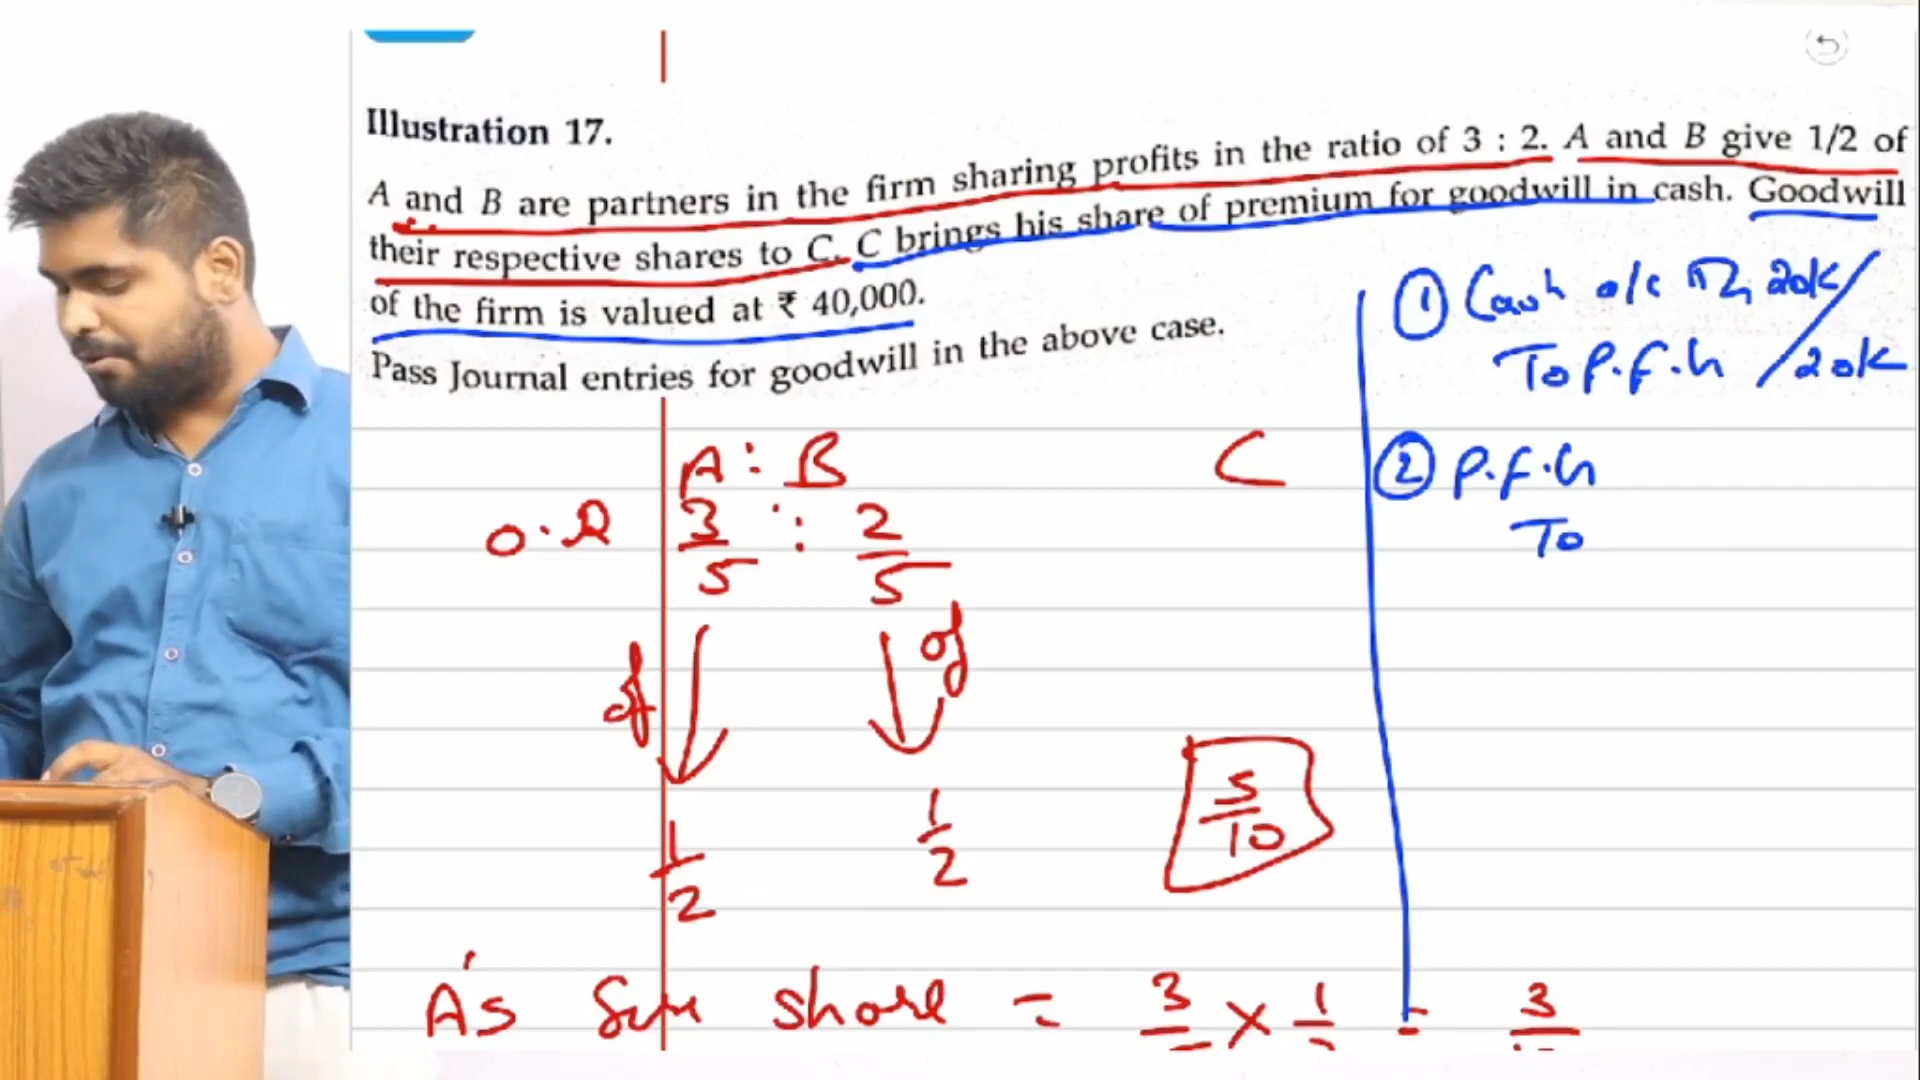 Illustration 17.
A and B are partners in the firm sharing profits in the ratio of 3 : 2. A and B give 1/2 of
their respective shares to C. C brings his share of premium for goodwill in cash. Goodwill
of the firm is valued at ₹ 40,000.
Pass Journal entries for goodwill in the above case.
① Cash a/c Dr, 20k/
To P.f.G /20k
② P.f.G
To
A : B C
O.R 3/5 : 2/5
of of
1/2 1/2 5/10
A's share = 3 × 1 = 3